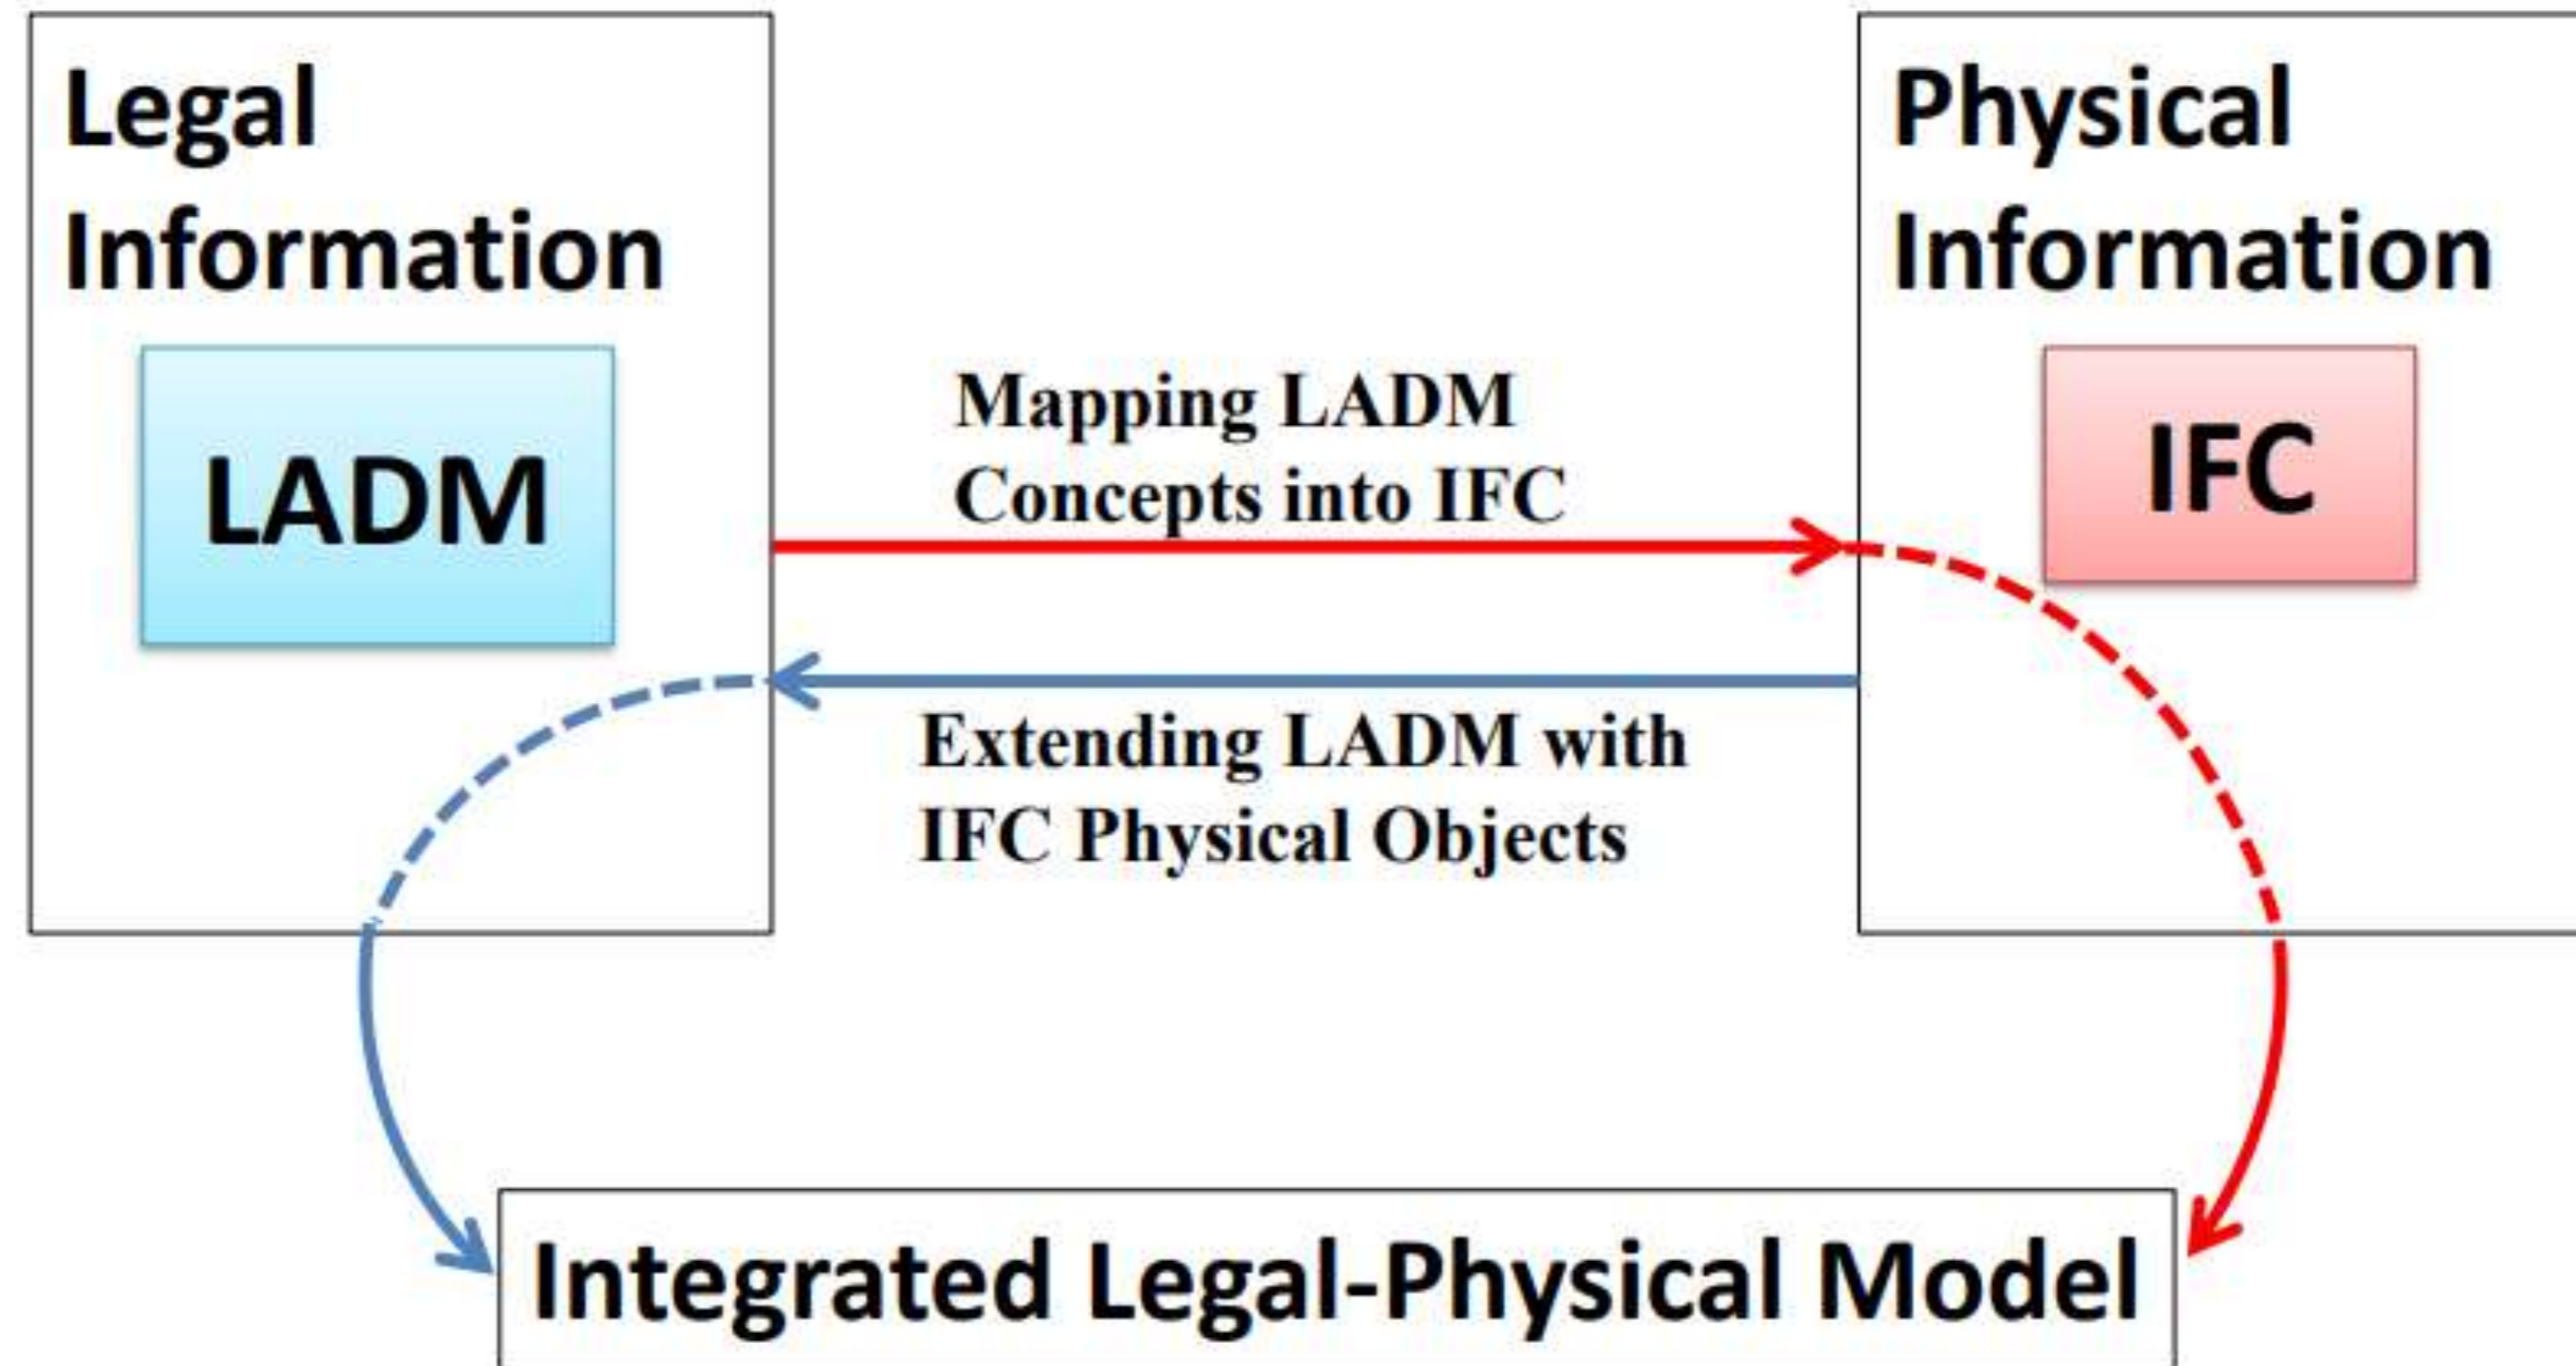 Legal
Information
LADM
Mapping LADM
Concepts into IFC
Extending LADM with
IFC Physical Objects
Physical
Information
IFC
Integrated Legal-Physical Model